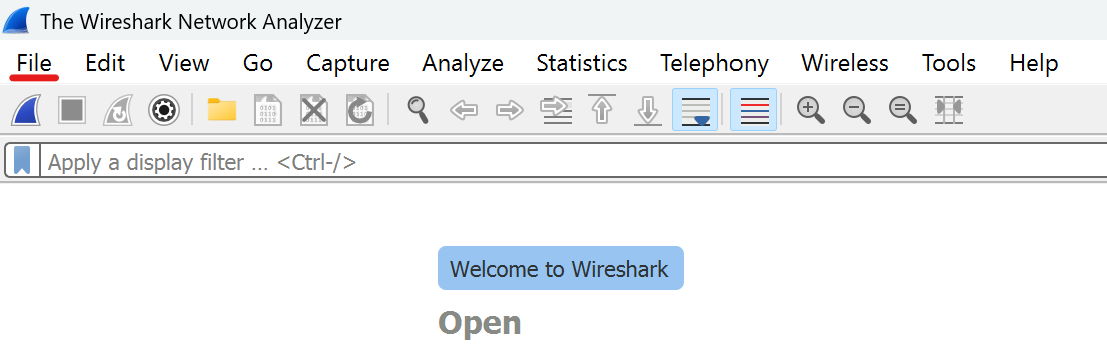 The Wireshark Network Analyzer
File Edit View Go Capture Analyze Statistics Telephony Wireless Tools Help
Apply a display filter ... <Ctrl-/>
Welcome to Wireshark
Open